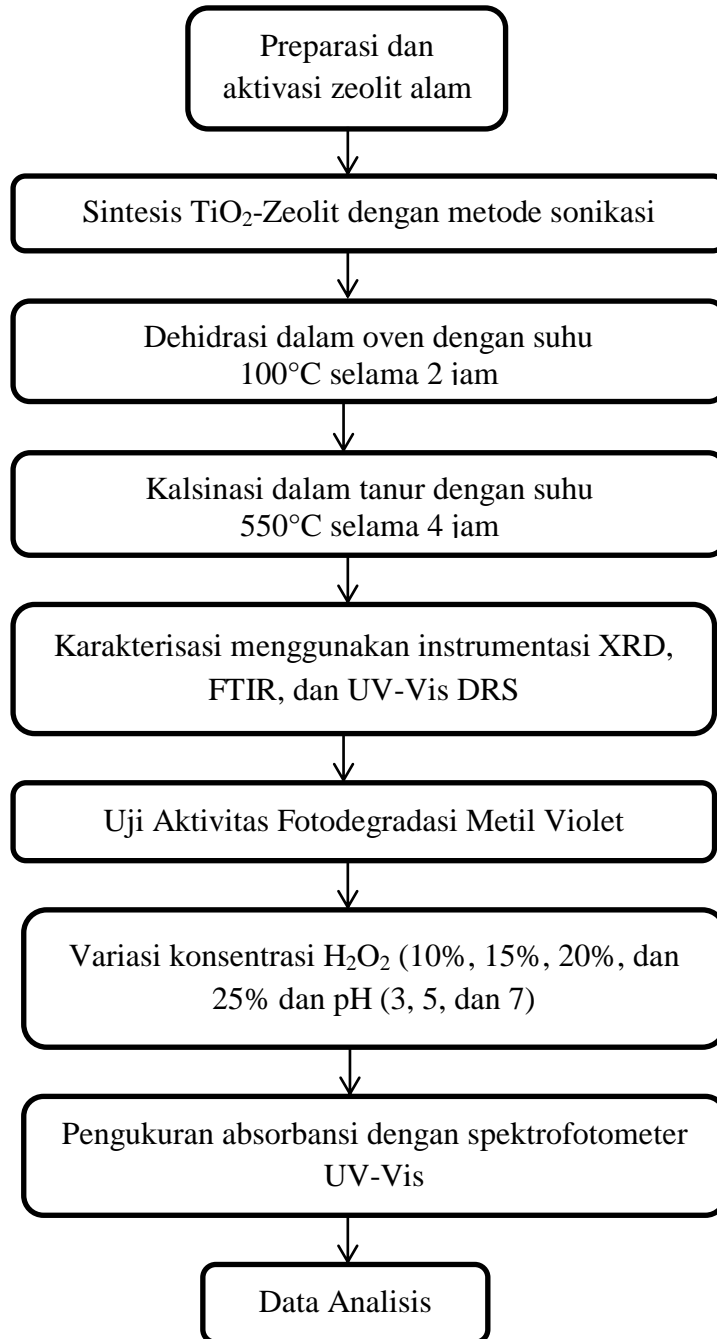 Preparasi dan
aktivasi zeolit alam
Sintesis TiO₂-Zeolit dengan metode sonikasi
Dehidrasi dalam oven dengan suhu
100°C selama 2 jam
Kalsinasi dalam tanur dengan suhu
550°C selama 4 jam
Karakterisasi menggunakan instrumentasi XRD,
FTIR, dan UV-Vis DRS
Uji Aktivitas Fotodegradasi Metil Violet
Variasi konsentrasi H₂O₂ (10%, 15%, 20%, dan
25% dan pH (3, 5, dan 7)
Pengukuran absorbansi dengan spektrofotometer
UV-Vis
Data Analisis